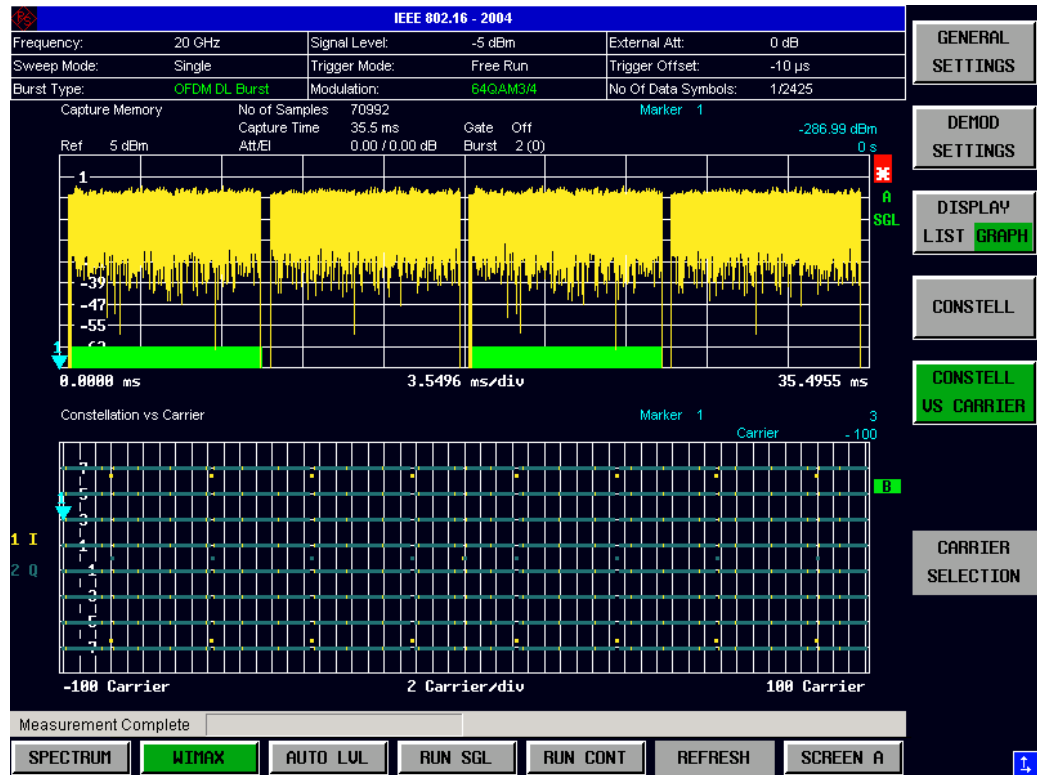 IEEE 802.16 - 2004
Frequency: 20 GHz Signal Level: -5 dBm External Att: 0 dB
Sweep Mode: Single Trigger Mode: Free Run Trigger Offset: -10 µs
Burst Type: OFDM DL Burst Modulation: 64QAM3/4 No Of Data Symbols: 1/2425
Capture Memory No of Samples 70992 Marker 1
Capture Time 35.5 ms Gate Off -286.99 dBm
Ref 5 dBm Att/El 0.00 / 0.00 dB Burst 2 (0) 0 s
1
A
SGL
-39
-47
-55
1
0.0000 ms 3.5496 ms/div 35.4955 ms
Constellation vs Carrier Marker 1 3
Carrier -100
B
1
1 I
2 Q
-100 Carrier 2 Carrier/div 100 Carrier
Measurement Complete
SPECTRUM WIMAX AUTO LVL RUN SGL RUN CONT REFRESH SCREEN A
GENERAL
SETTINGS
DEMOD
SETTINGS
DISPLAY
LIST GRAPH
CONSTELL
CONSTELL
VS CARRIER
CARRIER
SELECTION